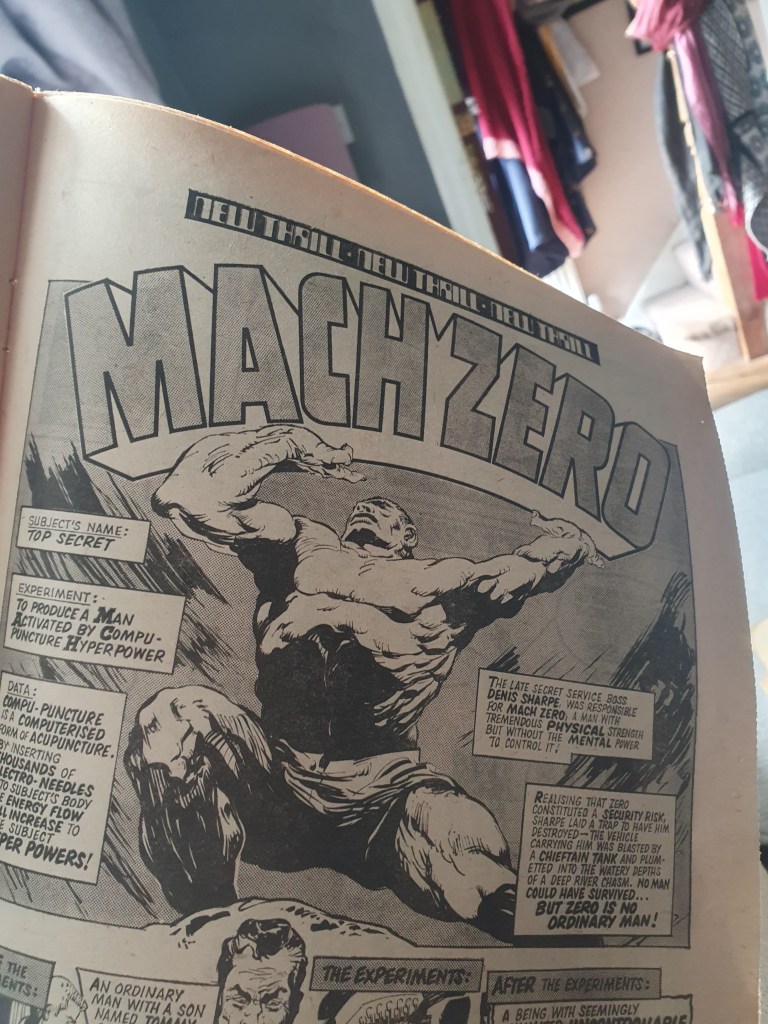 NEW THRILL · NEW THRILL · NEW THRILL
MACH ZERO
SUBJECT'S NAME:
TOP SECRET
EXPERIMENT:
TO PRODUCE A MAN
ACTIVATED BY COMPU-
PUNCTURE HYPERPOWER
DATA:
COMPU-PUNCTURE
IS A COMPUTERISED
FORM OF ACUPUNCTURE.
BY INSERTING
THOUSANDS OF
ELECTRO-NEEDLES
TO SUBJECT'S BODY
ENERGY FLOW
INCREASE TO
SUBJECT
PER POWERS!
THE LATE SECRET SERVICE BOSS
DENIS SHARPE, WAS RESPONSIBLE
FOR MACH ZERO, A MAN WITH
TREMENDOUS PHYSICAL STRENGTH
BUT WITHOUT THE MENTAL POWER
TO CONTROL IT!
REALISING THAT ZERO
CONSTITUTED A SECURITY RISK,
SHARPE LAID A TRAP TO HAVE HIM
DESTROYED—THE VEHICLE
CARRYING HIM WAS BLASTED BY
A CHIEFTAIN TANK AND PLUM-
ETTED INTO THE WATERY DEPTHS
OF A DEEP RIVER CHASM. NO MAN
COULD HAVE SURVIVED...
BUT ZERO IS NO
ORDINARY MAN!
THE
MENTS:
AN ORDINARY
MAN WITH A SON
NAMED TOMMY
THE EXPERIMENTS:
AFTER THE EXPERIMENTS:
A BEING WITH SEEMINGLY
UNCONTROLLABLE